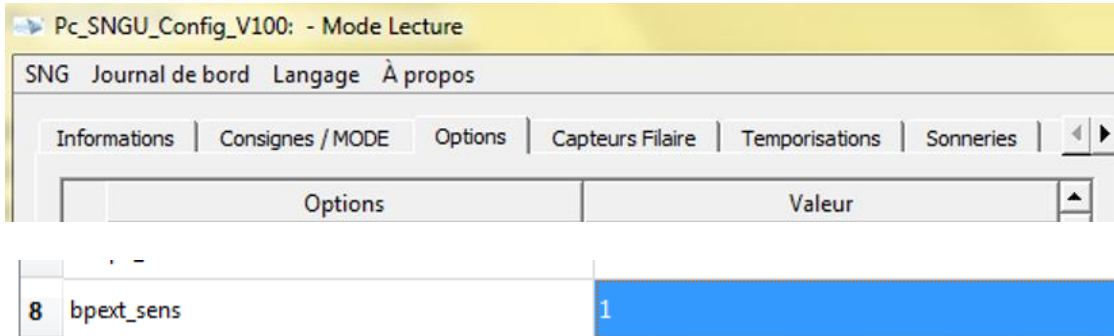 Pc_SNGU_Config_V100: - Mode Lecture
SNG Journal de bord Langage À propos
Informations Consignes / MODE Options Capteurs Filaire Temporisations Sonneries
Options Valeur
8 bpext_sens 1